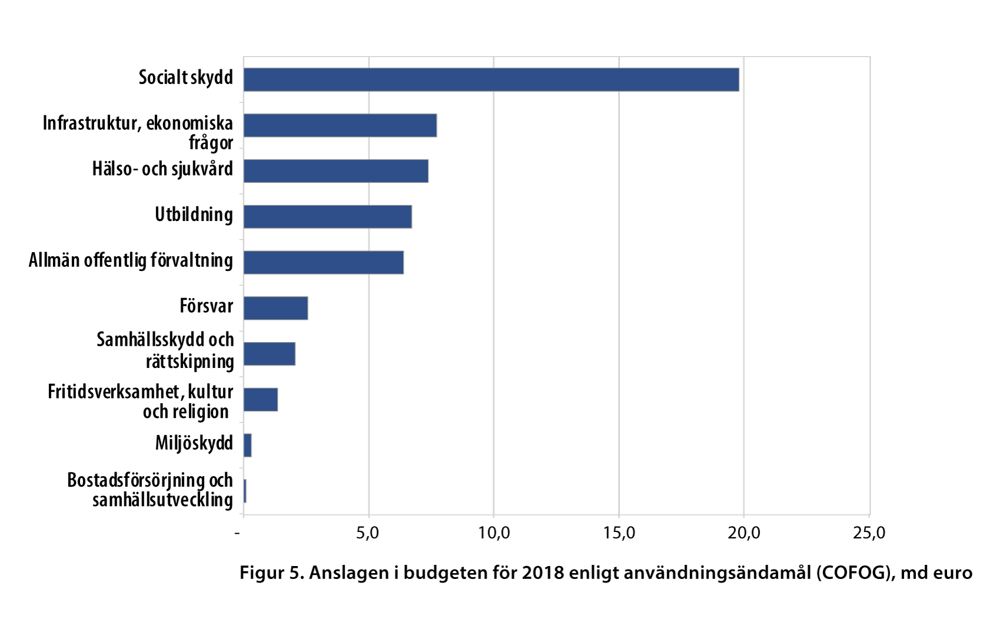 Socialt skydd
Infrastruktur, ekonomiska
frågor
Hälso- och sjukvård
Utbildning
Allmän offentlig förvaltning
Försvar
Samhällsskydd och
rättskipning
Fritidsverksamhet, kultur
och religion
Miljöskydd
Bostadsförsörjning och
samhällsutveckling
- 5,0 10,0 15,0 20,0 25,0
Figur 5. Anslagen i budgeten för 2018 enligt användningsändamål (COFOG), md euro